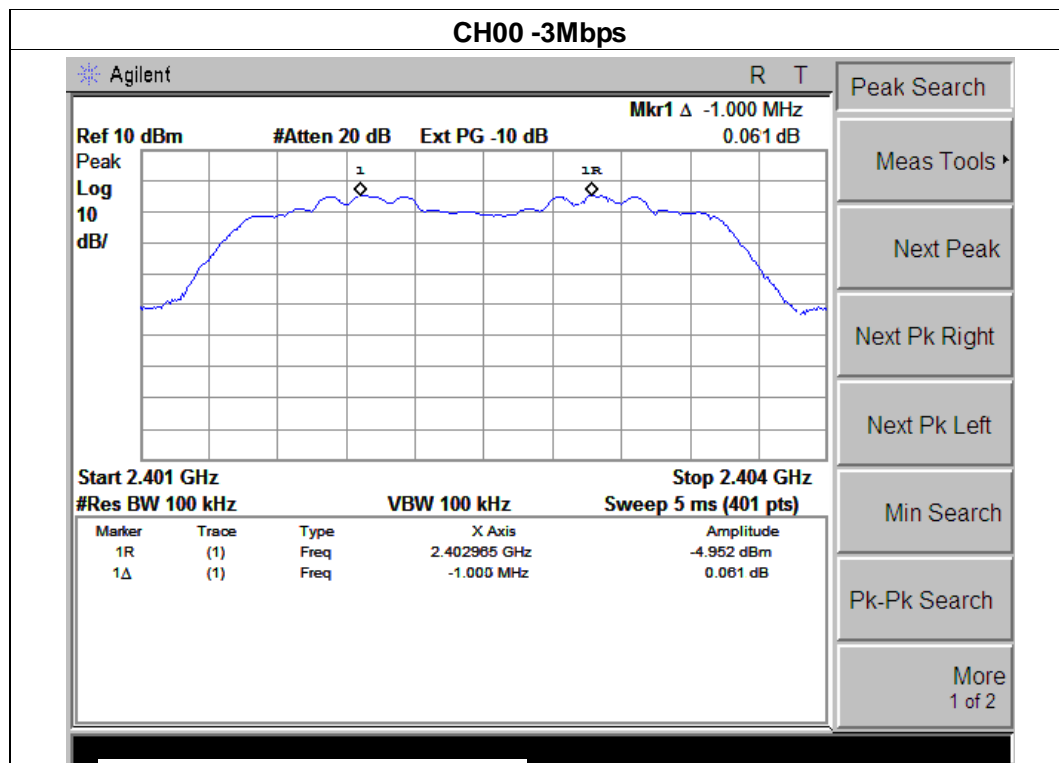 CH00 -3Mbps
Agilent
R T
Mkr1 Δ -1.000 MHz
Ref 10 dBm #Atten 20 dB Ext PG -10 dB 0.061 dB
Peak
Log
10
dB/
1
1R
Start 2.401 GHz Stop 2.404 GHz
#Res BW 100 kHz VBW 100 kHz Sweep 5 ms (401 pts)
Marker Trace Type X Axis Amplitude
1R (1) Freq 2.402965 GHz -4.952 dBm
1Δ (1) Freq -1.000 MHz 0.061 dB
Peak Search
Meas Tools
Next Peak
Next Pk Right
Next Pk Left
Min Search
Pk-Pk Search
More
1 of 2